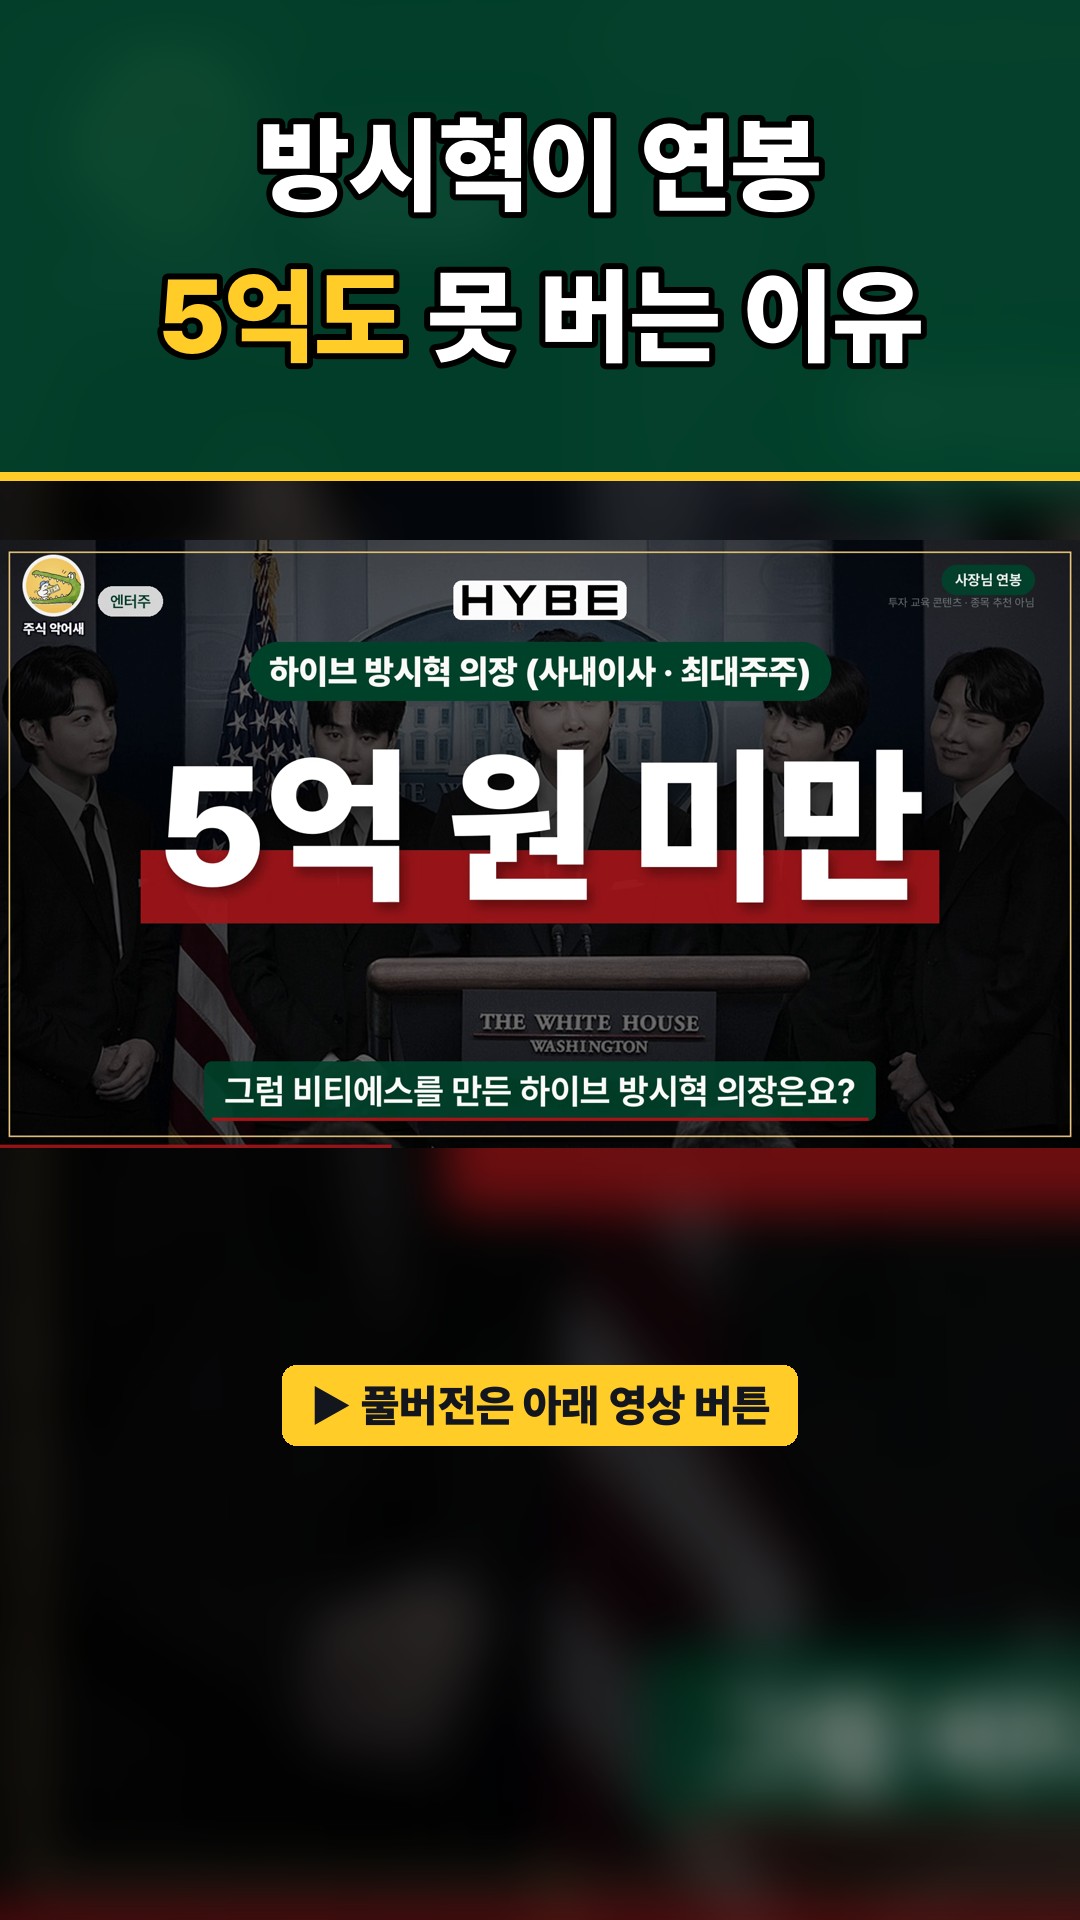 방시혁이 연봉
5억도 못 버는 이유
주식 악어새
엔터주
HYBE
사장님 연봉
투자 교육 콘텐츠 · 종목 추천 아님
하이브 방시혁 의장 (사내이사 · 최대주주)
5억 원 미만
THE WHITE HOUSE
WASHINGTON
그럼 비티에스를 만든 하이브 방시혁 의장은요?
▶ 풀버전은 아래 영상 버튼